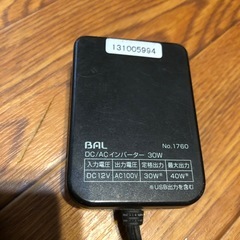 131005994
BAL No.1760
DC/ACインバーター 30W
入力電圧 出力電圧 定格出力 最大出力
DC12V AC100V 30W※ 40W※
※USB出力を含む